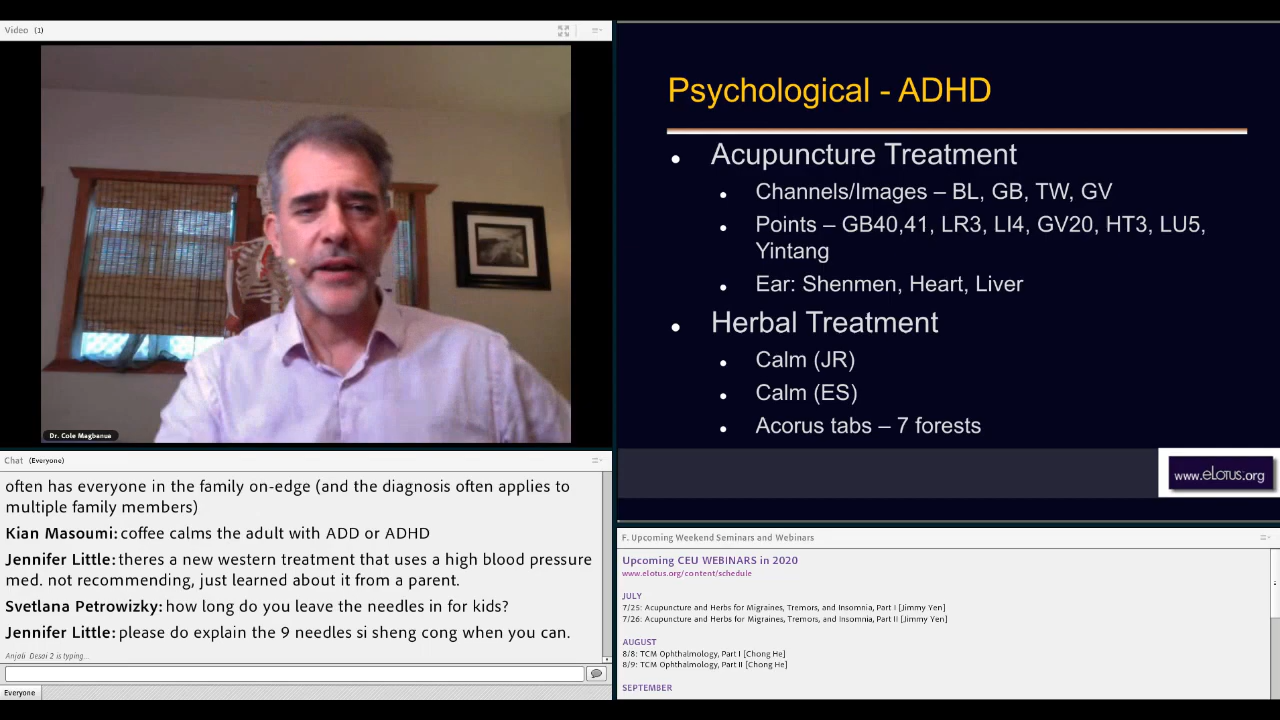 Video (1)
Dr. Cole Magbanua
Chat (Everyone)
often has everyone in the family on-edge (and the diagnosis often applies to
multiple family members)
Kian Masoumi: coffee calms the adult with ADD or ADHD
Jennifer Little: theres a new western treatment that uses a high blood pressure
med. not recommending, just learned about it from a parent.
Svetlana Petrowizky: how long do you leave the needles in for kids?
Jennifer Little: please do explain the 9 needles si sheng cong when you can.
Anjali Desai 2 is typing...
Everyone
Psychological - ADHD
• Acupuncture Treatment
• Channels/Images – BL, GB, TW, GV
• Points – GB40,41, LR3, LI4, GV20, HT3, LU5,
Yintang
• Ear: Shenmen, Heart, Liver
• Herbal Treatment
• Calm (JR)
• Calm (ES)
• Acorus tabs – 7 forests
www.eLotus.org
F. Upcoming Weekend Seminars and Webinars
Upcoming CEU WEBINARS in 2020
www.elotus.org/content/schedule
JULY
7/25: Acupuncture and Herbs for Migraines, Tremors, and Insomnia, Part I [Jimmy Yen]
7/26: Acupuncture and Herbs for Migraines, Tremors, and Insomnia, Part II [Jimmy Yen]
AUGUST
8/8: TCM Ophthalmology, Part I [Chong He]
8/9: TCM Ophthalmology, Part II [Chong He]
SEPTEMBER